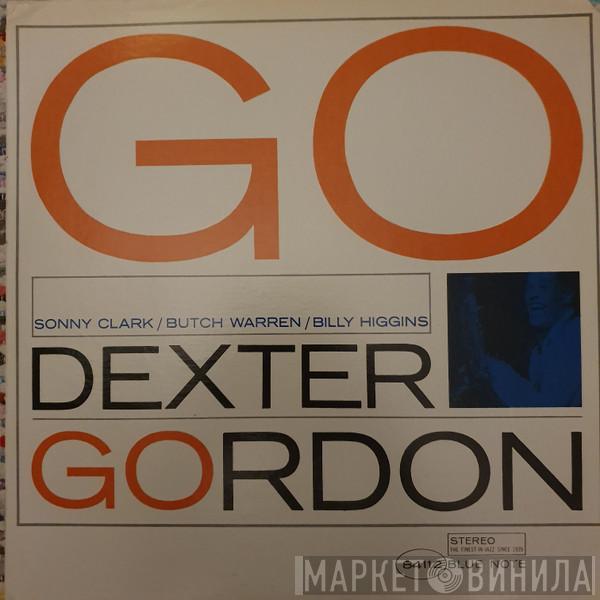 GO
SONNY CLARK/BUTCH WARREN/BILLY HIGGINS
DEXTER
GORDON
STEREO
THE FINEST IN JAZZ SINCE 1939
84112 BLUE NOTE
МАРКЕТ ВИНИЛА